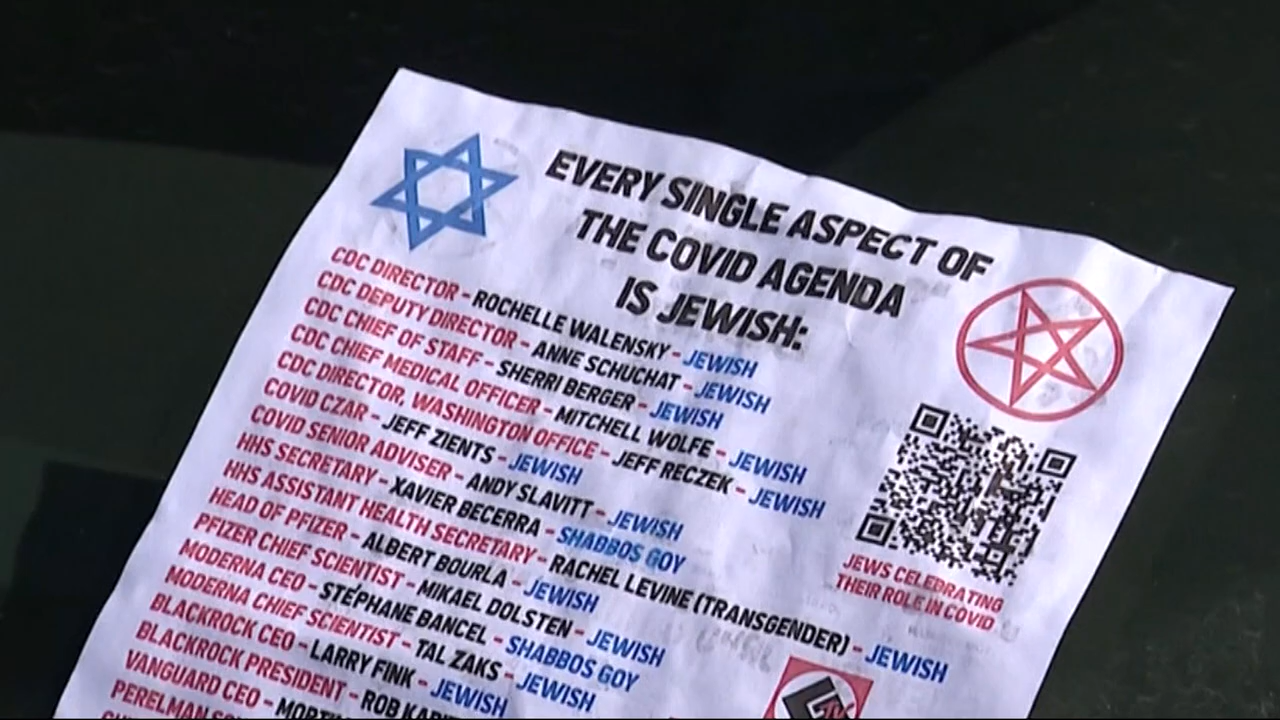 EVERY SINGLE ASPECT OF
THE COVID AGENDA
IS JEWISH:
CDC DIRECTOR - ROCHELLE WALENSKY - JEWISH
CDC DEPUTY DIRECTOR - ANNE SCHUCHAT - JEWISH
CDC CHIEF OF STAFF - SHERRI BERGER - JEWISH
CDC CHIEF MEDICAL OFFICER - MITCHELL WOLFE - JEWISH
CDC DIRECTOR, WASHINGTON OFFICE - JEFF RECZEK - JEWISH
COVID CZAR - JEFF ZIENTS - JEWISH
COVID SENIOR ADVISER - ANDY SLAVITT - JEWISH
HHS SECRETARY - XAVIER BECERRA - SHABBOS GOY
HHS ASSISTANT HEALTH SECRETARY - RACHEL LEVINE (TRANSGENDER) - JEWISH
HEAD OF PFIZER - ALBERT BOURLA - JEWISH
PFIZER CHIEF SCIENTIST - MIKAEL DOLSTEN - JEWISH
MODERNA CEO - STÉPHANE BANCEL - SHABBOS GOY
MODERNA CHIEF SCIENTIST - TAL ZAKS - JEWISH
BLACKROCK CEO - LARRY FINK - JEWISH
BLACKROCK PRESIDENT - ROB
VANGUARD CEO -
PERELMAN
JEWS CELEBRATING
THEIR ROLE IN COVID